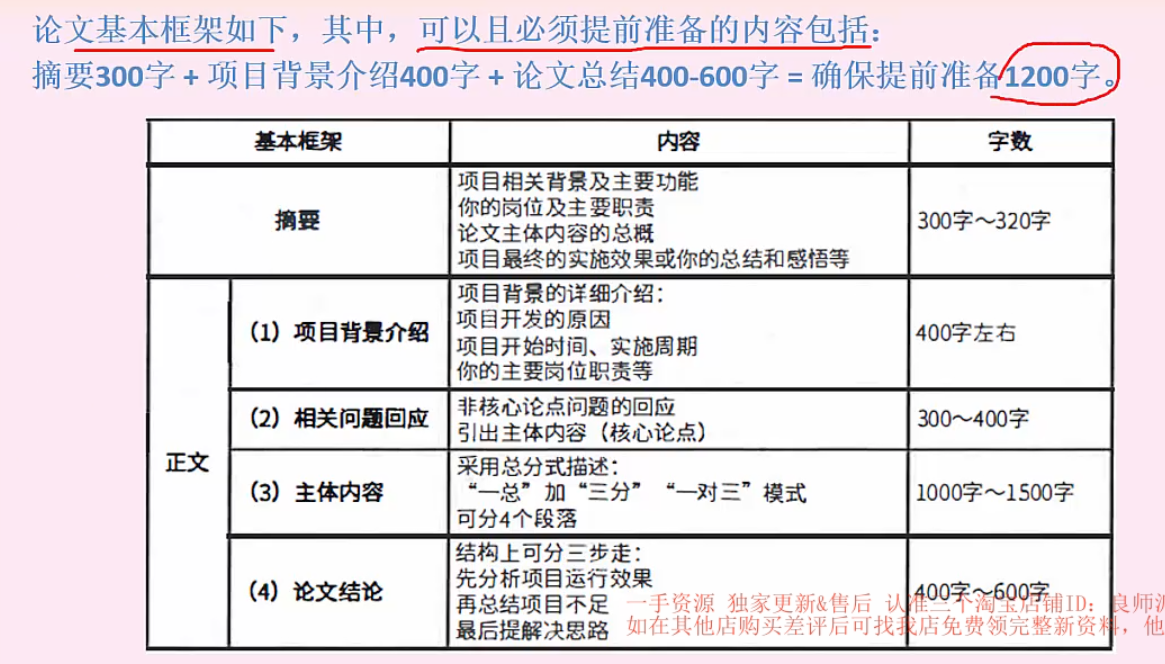 论文基本框架如下，其中，可以且必须提前准备的内容包括：
摘要300字 + 项目背景介绍400字 + 论文总结400-600字 = 确保提前准备1200字。
基本框架 内容 字数
摘要
项目相关背景及主要功能
你的岗位及主要职责
论文主体内容的总概
项目最终的实施效果或你的总结和感悟等
300字～320字
正文
（1）项目背景介绍
项目背景的详细介绍：
项目开发的原因
项目开始时间、实施周期
你的主要岗位职责等
400字左右
（2）相关问题回应
非核心论点问题的回应
引出主体内容（核心论点）
300～400字
（3）主体内容
采用总分式描述：
“一总”加“三分”“一对三”模式
可分4个段落
1000字～1500字
（4）论文结论
结构上可分三步走：
先分析项目运行效果
再总结项目不足
最后提解决思路
400字～600字
一手资源 独家更新&售后 认准三个淘宝店铺ID：良师
如在其他店购买差评后可找我店免费领完整新资料，他